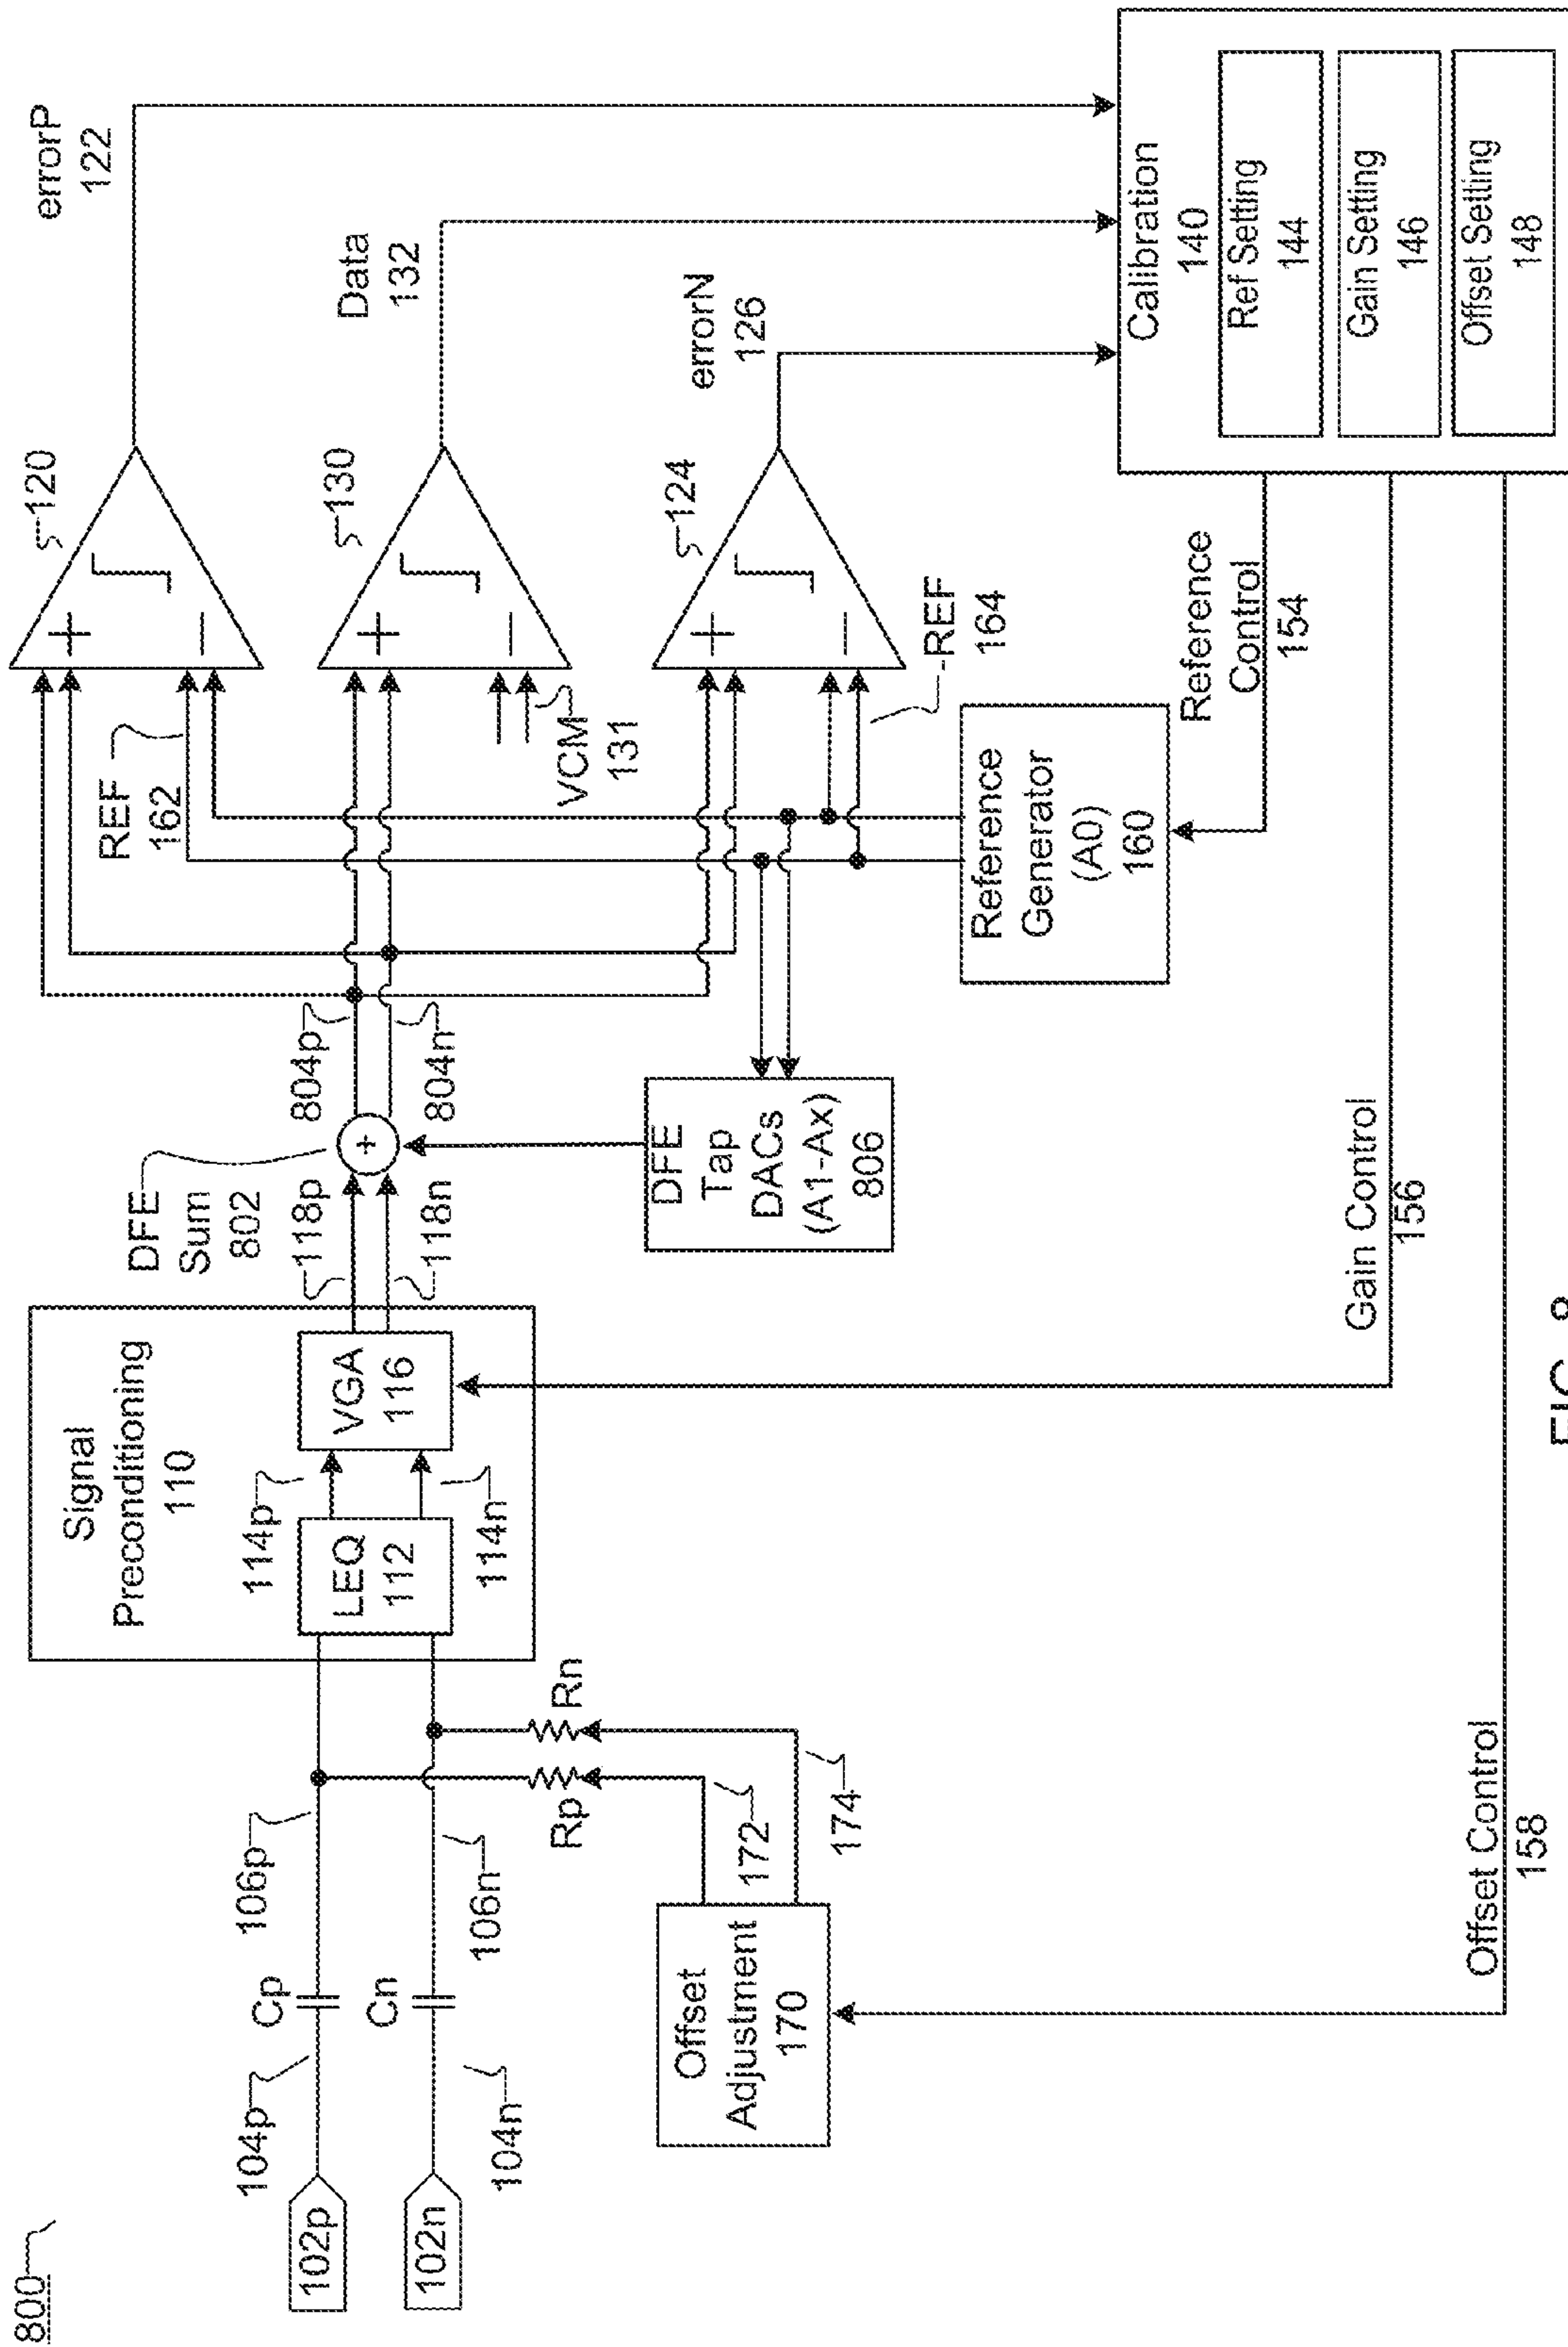 800
102p
102n
104p
104n
Cp
Cn
106p
106n
Rp
Rn
172
174
Offset
Adjustment
170
Signal
Preconditioning
110
LEQ
112
114p
114n
VGA
116
118p
118n
DFE
Sum
802
+
804p
804n
DFE
Tap
DACs
(A1-Ax)
806
REF
162
VCM
131
-REF
164
Reference
Generator
(A0)
160
120
+
−
130
+
−
124
+
−
errorP
122
Data
132
errorN
126
Reference
Control
154
Gain Control
156
Offset Control
158
Calibration
140
Ref Setting
144
Gain Setting
146
Offset Setting
148
FIG. 8